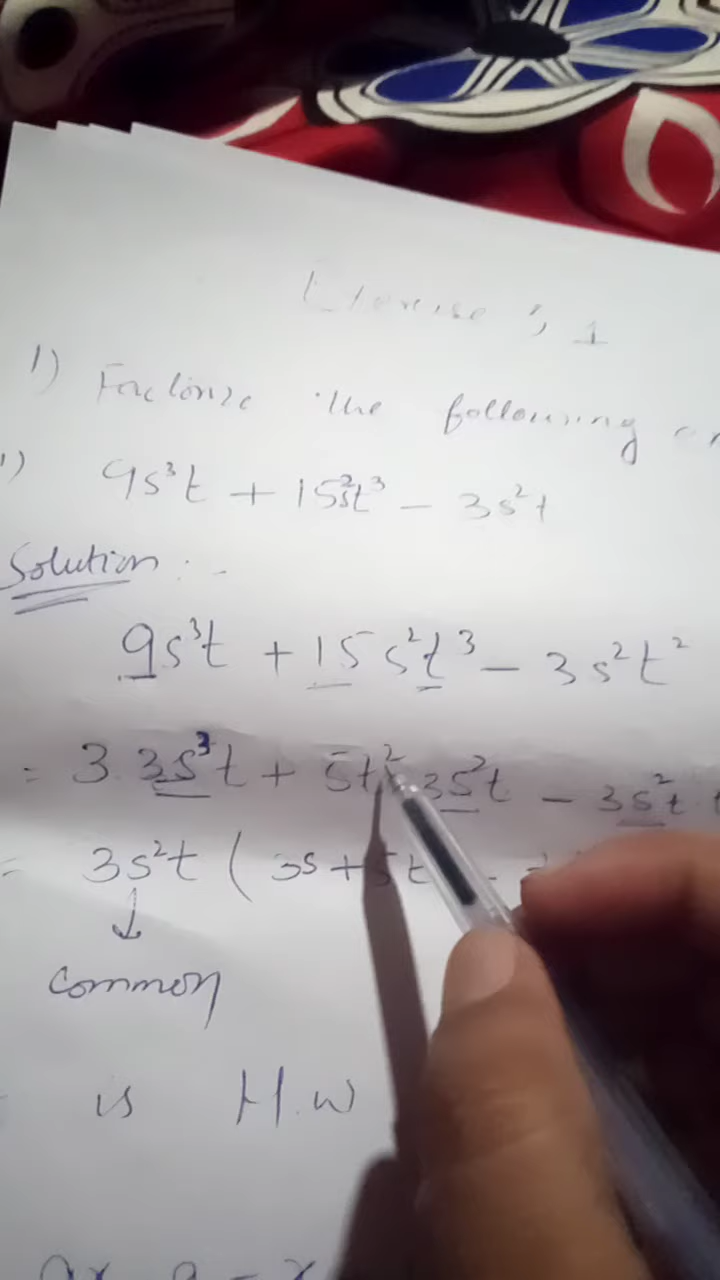 Exercise : 1
1) Factorize the following
1) 9s³t + 15s²t³ - 3s²t
Solution :-
9s³t + 15s²t³ - 3s²t²
= 3.3s³t + 5t² 3s²t - 3s²t
= 3s²t ( 3s + 5t -
↓
common
is H.w